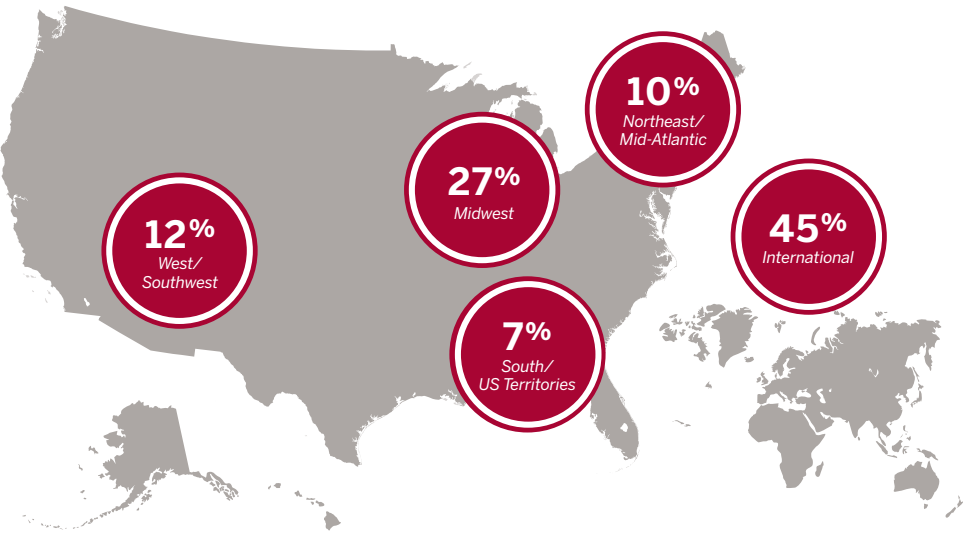 10%
Northeast/
Mid-Atlantic
27%
Midwest
45%
International
12%
West/
Southwest
7%
South/
US Territories